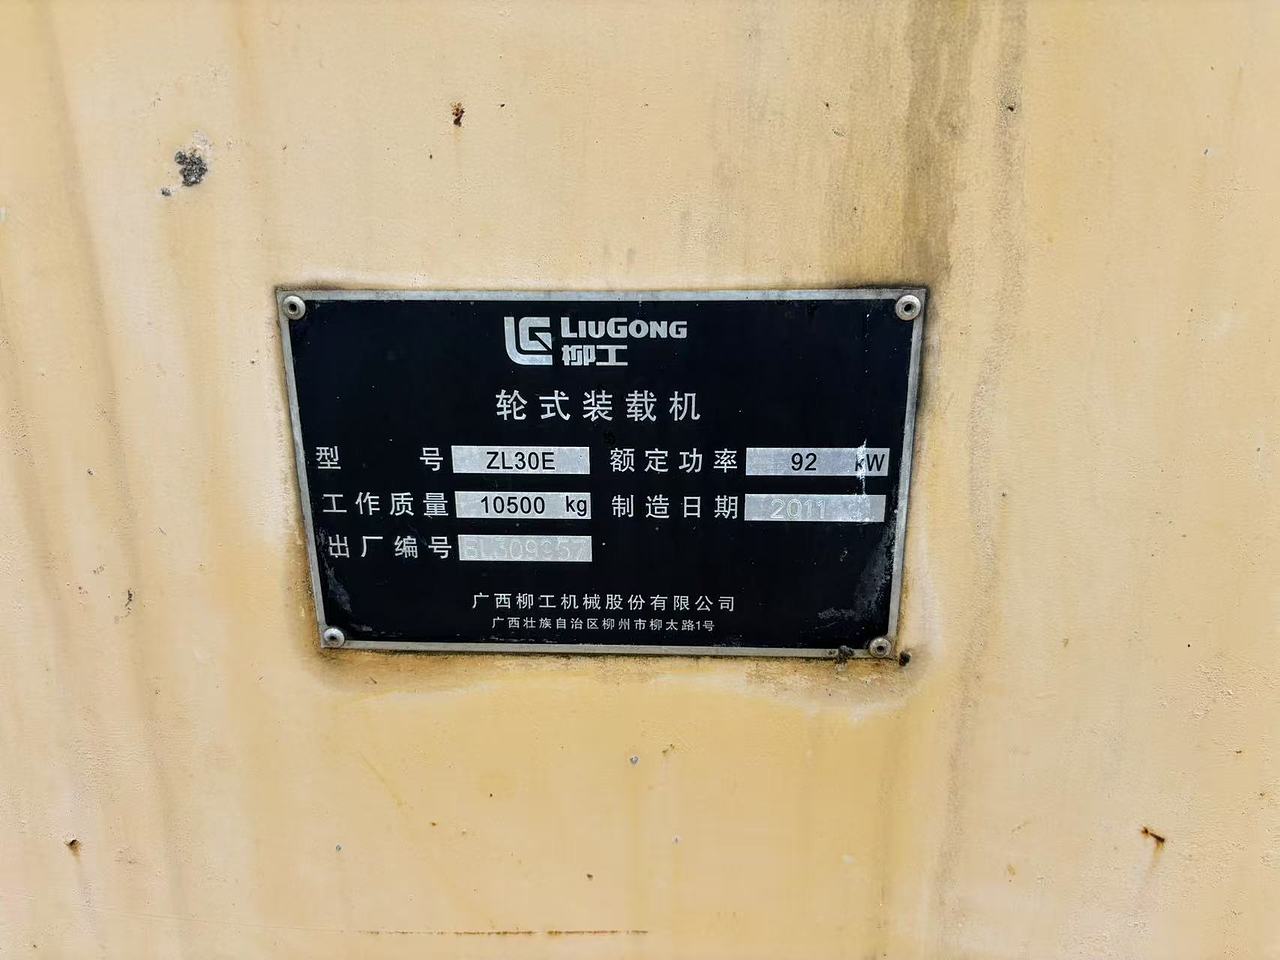 LIUGONG
柳工
轮式装载机
型号 ZL30E 额定功率 92 kW
工作质量 10500 kg 制造日期 2011
出厂编号
广西柳工机械股份有限公司
广西壮族自治区柳州市柳太路1号